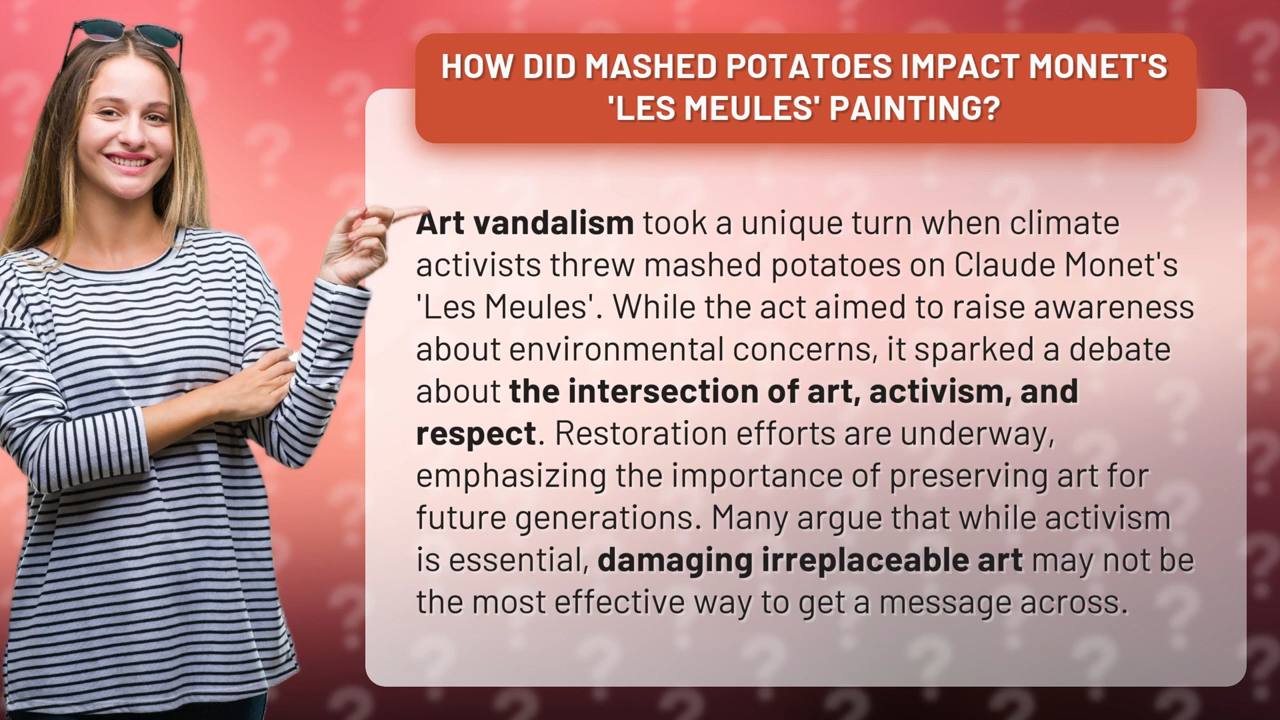 HOW DID MASHED POTATOES IMPACT MONET'S
'LES MEULES' PAINTING?
Art vandalism took a unique turn when climate
activists threw mashed potatoes on Claude Monet's
'Les Meules'. While the act aimed to raise awareness
about environmental concerns, it sparked a debate
about the intersection of art, activism, and
respect. Restoration efforts are underway,
emphasizing the importance of preserving art for
future generations. Many argue that while activism
is essential, damaging irreplaceable art may not be
the most effective way to get a message across.